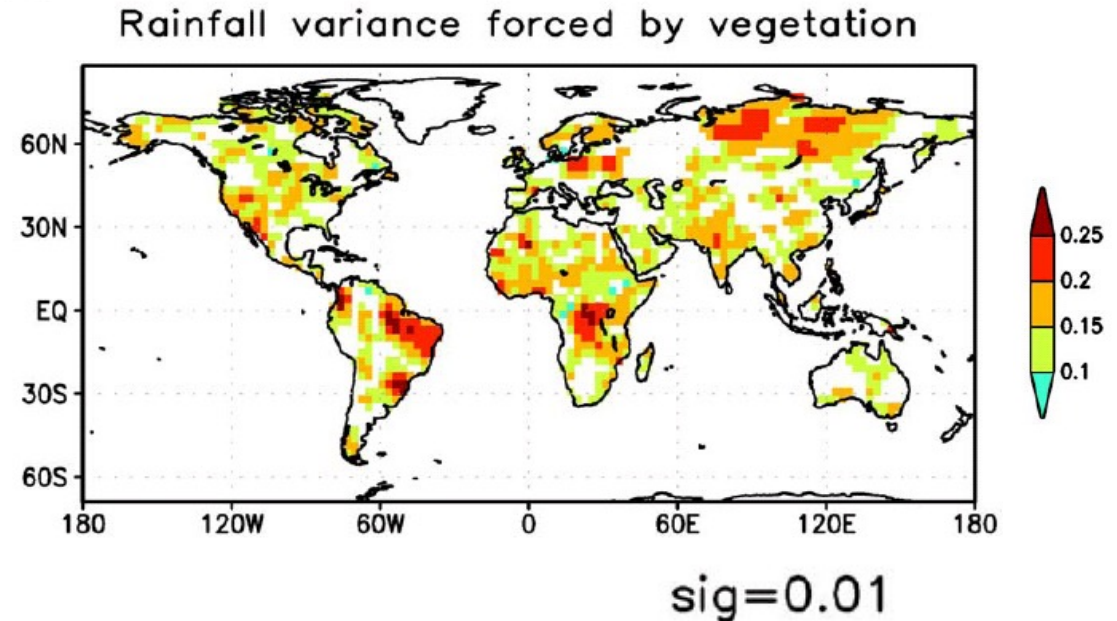 Rainfall variance forced by vegetation
60N
30N
EQ
30S
60S
180 120W 60W 0 60E 120E 180
0.25
0.2
0.15
0.1
sig=0.01